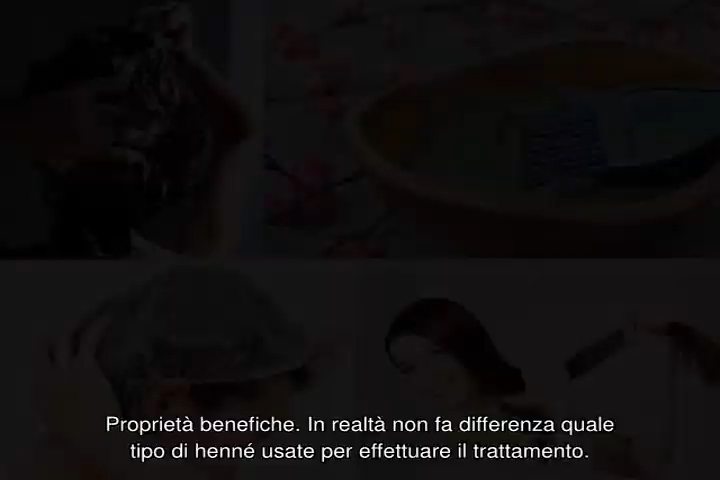 Proprietà benefiche. In realtà non fa differenza quale
tipo di henné usate per effettuare il trattamento.